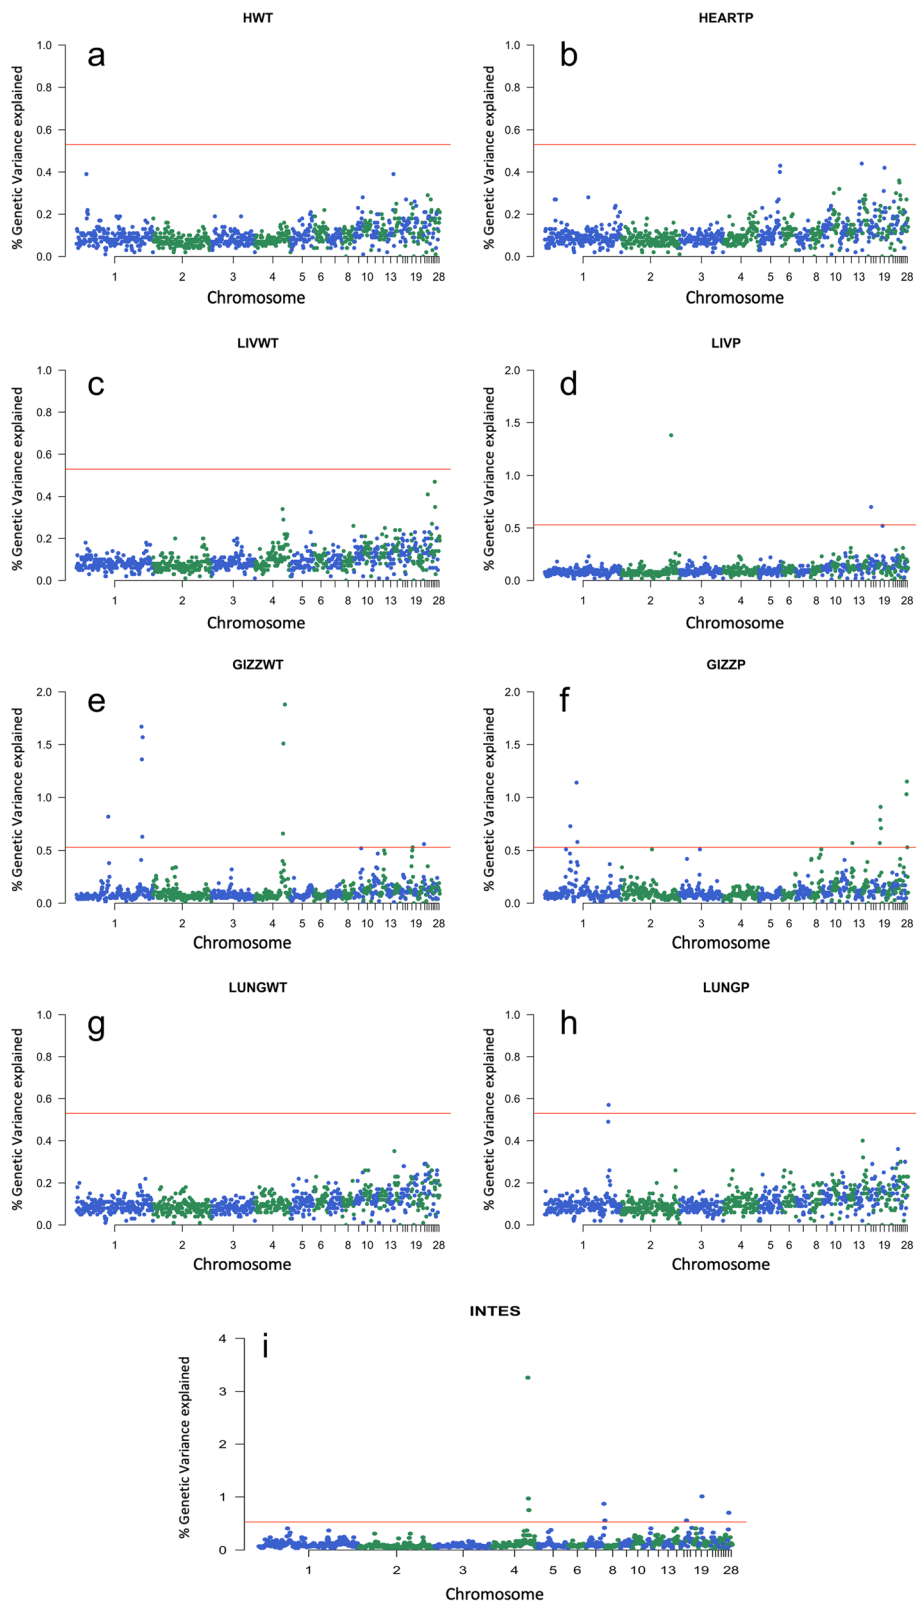 HWT
a
% Genetic Variance explained
1.0
0.8
0.6
0.4
0.2
0.0
1 2 3 4 5 6 8 10 13 19 28
Chromosome
HEARTP
b
% Genetic Variance explained
1.0
0.8
0.6
0.4
0.2
0.0
1 2 3 4 5 6 8 10 13 19 28
Chromosome
LIVWT
c
% Genetic Variance explained
1.0
0.8
0.6
0.4
0.2
0.0
1 2 3 4 5 6 8 10 13 19 28
Chromosome
LIVP
d
% Genetic Variance explained
2.0
1.5
1.0
0.5
0.0
1 2 3 4 5 6 8 10 13 19 28
Chromosome
GIZZWT
e
% Genetic Variance explained
2.0
1.5
1.0
0.5
0.0
1 2 3 4 5 6 8 10 13 19 28
Chromosome
GIZZP
f
% Genetic Variance explained
2.0
1.5
1.0
0.5
0.0
1 2 3 4 5 6 8 10 13 19 28
Chromosome
LUNGWT
g
% Genetic Variance explained
1.0
0.8
0.6
0.4
0.2
0.0
1 2 3 4 5 6 8 10 13 19 28
Chromosome
LUNGP
h
% Genetic Variance explained
1.0
0.8
0.6
0.4
0.2
0.0
1 2 3 4 5 6 8 10 13 19 28
Chromosome
INTES
i
% Genetic Variance explained
4
3
2
1
0
1 2 3 4 5 6 8 10 13 19 28
Chromosome